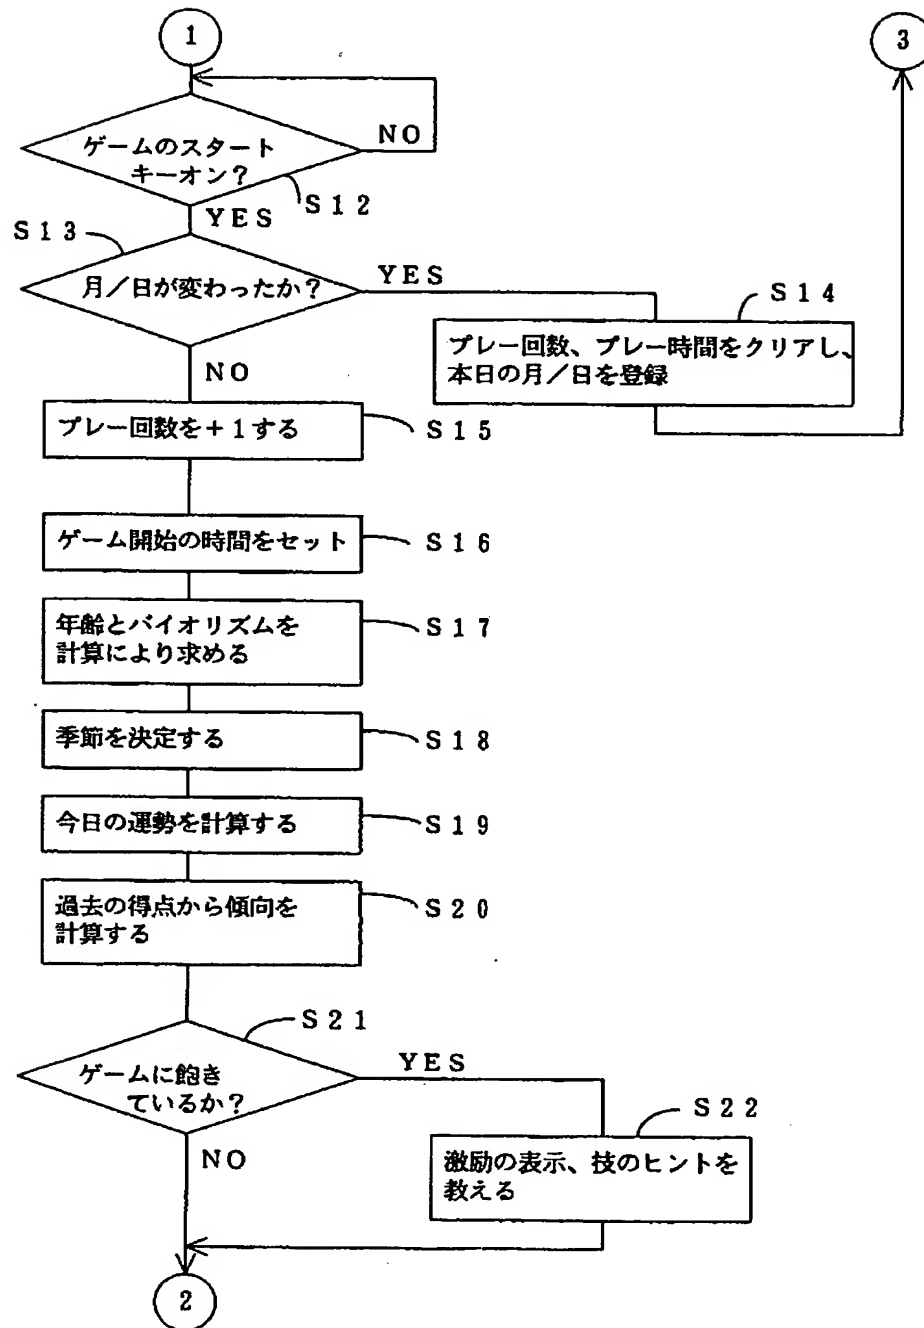 1
3
ゲームのスタート
キーオン?
NO
S12
YES
S13
月/日が変わったか?
YES
S14
プレー回数、プレー時間をクリアし、
本日の月/日を登録
NO
プレー回数を+1する
S15
ゲーム開始の時間をセット
S16
年齢とバイオリズムを
計算により求める
S17
季節を決定する
S18
今日の運勢を計算する
S19
過去の得点から傾向を
計算する
S20
S21
ゲームに飽き
ているか?
YES
S22
激励の表示、技のヒントを
教える
NO
2